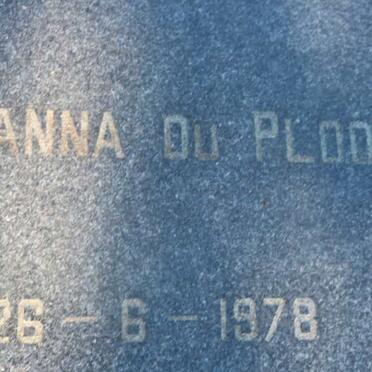 ANNA DU PLOO
26 - 6 - 1978